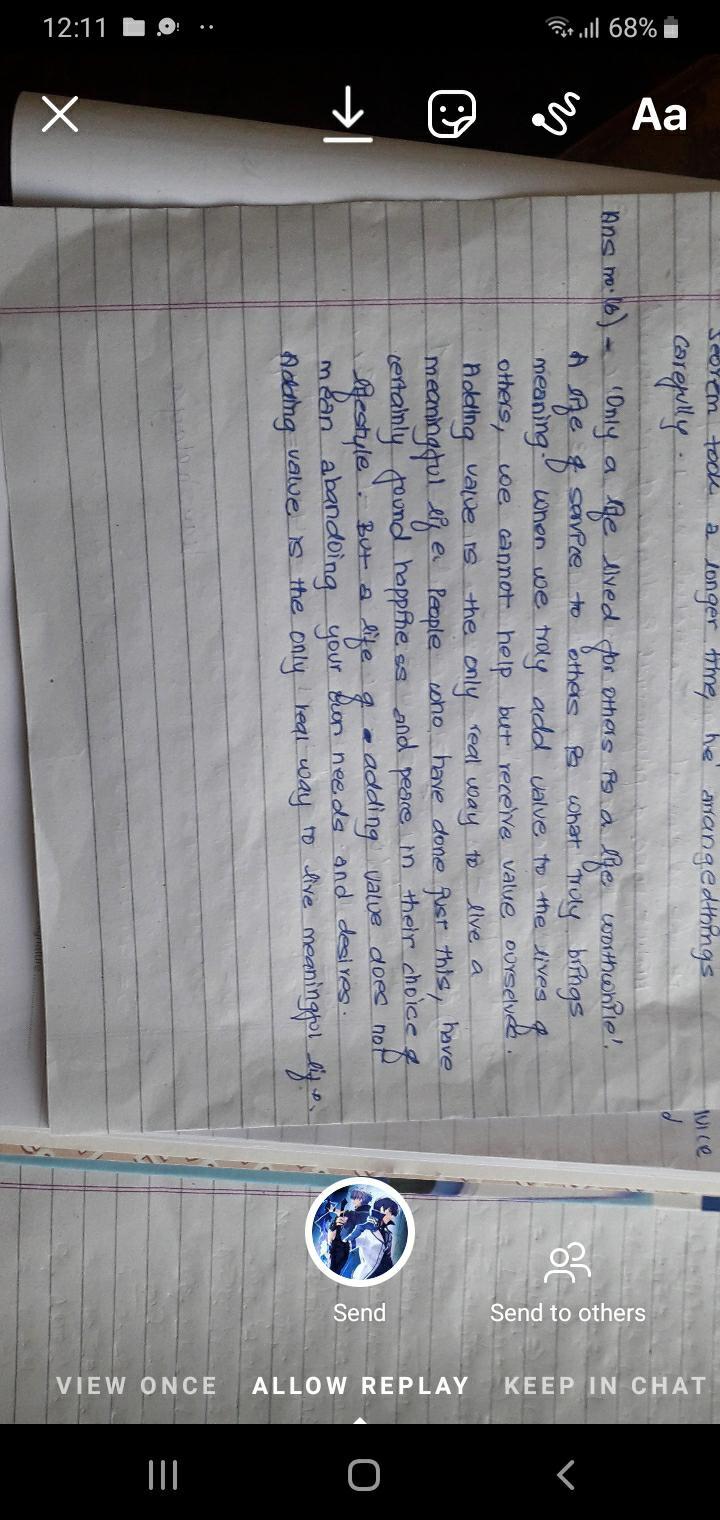 12:11
68%
Aa
seorem took a longer time, he arrangedthings
carefully.
Ans no.(6) - 'Only a life lived for others is a life worthwhile'.
A life of service to others is what truly brings
meaning. When we truly add value to the lives of
others, we cannot help but receive value ourselves.
Adding value is the only real way to live a
meaningful life. People who have done just this, have
certainly found happiness and peace in their choice of
lifestyle. But a life of adding value does not
mean abandoing your own needs and desires.
Adding value is the only real way to live meaningful life.
Send
Send to others
VIEW ONCE
ALLOW REPLAY
KEEP IN CHAT